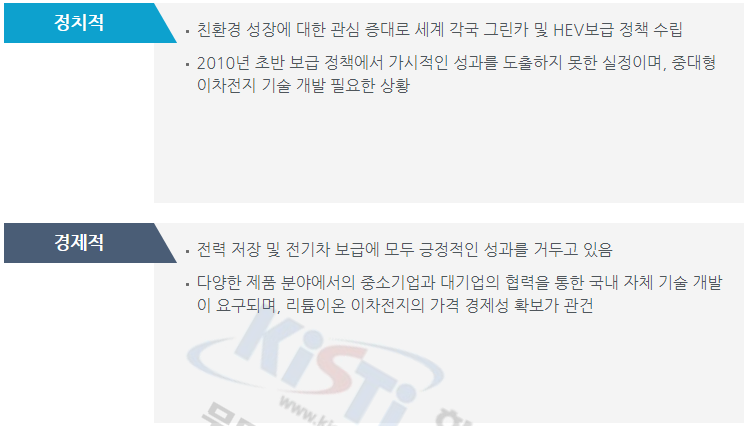 정치적
• 친환경 성장에 대한 관심 증대로 세계 각국 그린카 및 HEV보급 정책 수립
• 2010년 초반 보급 정책에서 가시적인 성과를 도출하지 못한 실정이며, 중대형
이차전지 기술 개발 필요한 상황
경제적
• 전력 저장 및 전기차 보급에 모두 긍정적인 성과를 거두고 있음
• 다양한 제품 분야에서의 중소기업과 대기업의 협력을 통한 국내 자체 기술 개발
이 요구되며, 리튬이온 이차전지의 가격 경제성 확보가 관건
KiSTi
www.ki